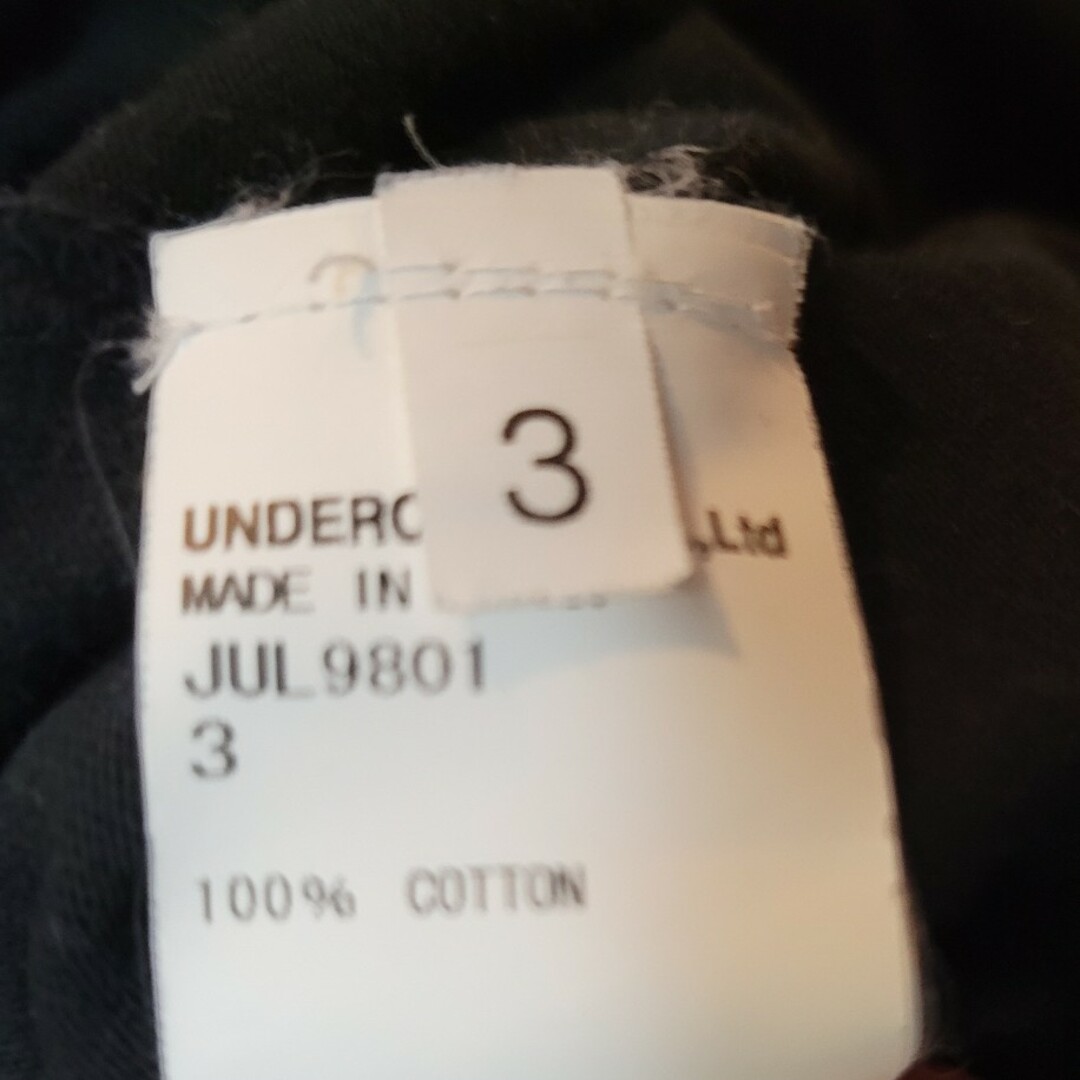 3
UNDERC ,Ltd
MADE IN
JUL9801
3
100% COTTON